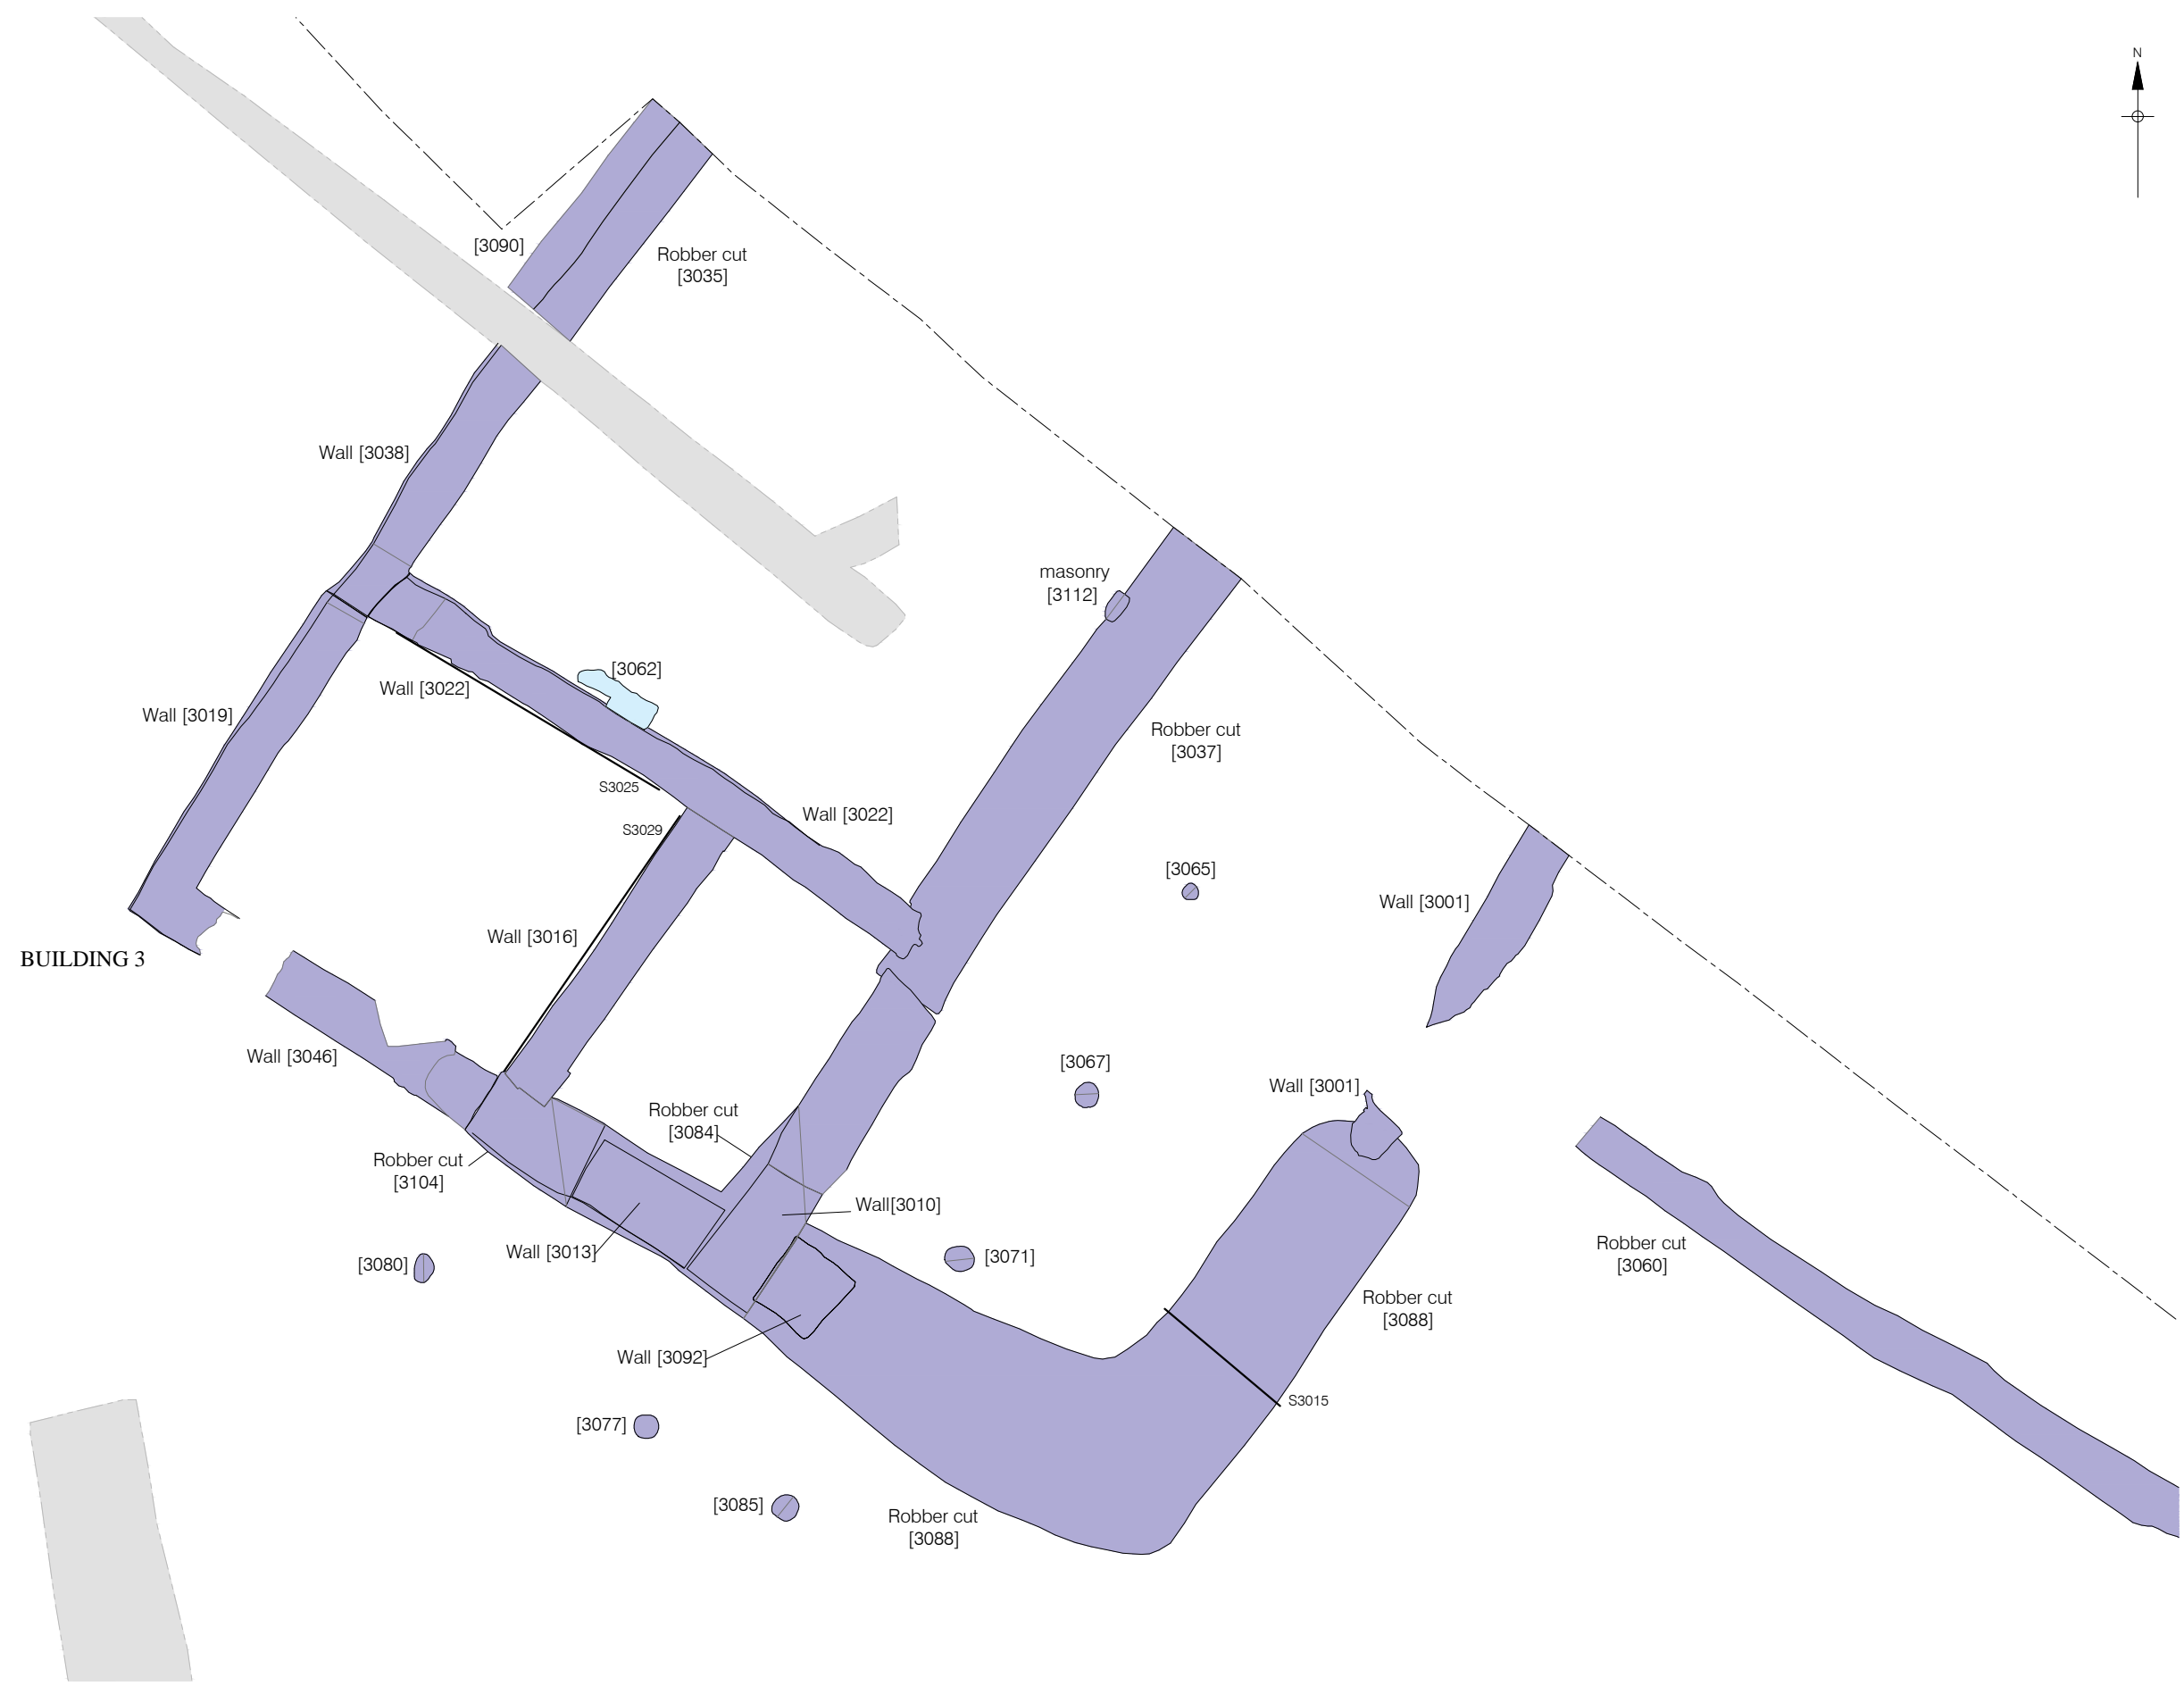 N
[3090]
Robber cut
[3035]
Wall [3038]
masonry
[3112]
[3062]
Wall [3022]
Wall [3019]
Robber cut
[3037]
S3025
Wall [3022]
S3029
[3065]
Wall [3001]
Wall [3016]
BUILDING 3
Wall [3046]
[3067]
Wall [3001]
Robber cut
[3084]
Robber cut
[3104]
Wall[3010]
Wall [3013]
[3071]
[3080]
Robber cut
[3060]
Robber cut
[3088]
Wall [3092]
S3015
[3077]
[3085]
Robber cut
[3088]